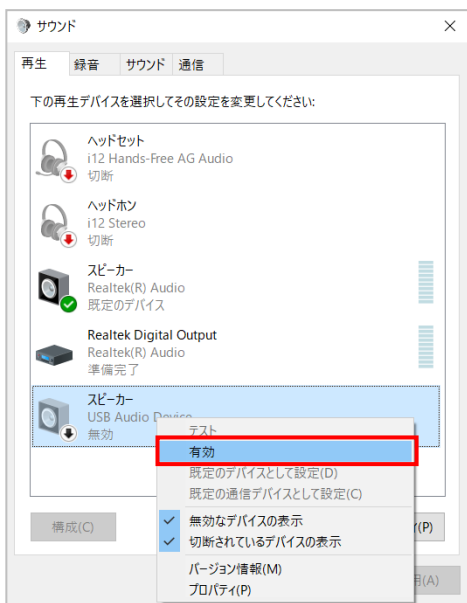 サウンド
再生 録音 サウンド 通信
下の再生デバイスを選択してその設定を変更してください:
ヘッドセット
i12 Hands-Free AG Audio
切断
ヘッドホン
i12 Stereo
切断
スピーカー
Realtek(R) Audio
既定のデバイス
Realtek Digital Output
Realtek(R) Audio
準備完了
スピーカー
USB Audio Device
無効
テスト
有効
既定のデバイスとして設定(D)
既定の通信デバイスとして設定(C)
無効なデバイスの表示
切断されているデバイスの表示
バージョン情報(M)
プロパティ(P)
構成(C)
(P)
(A)